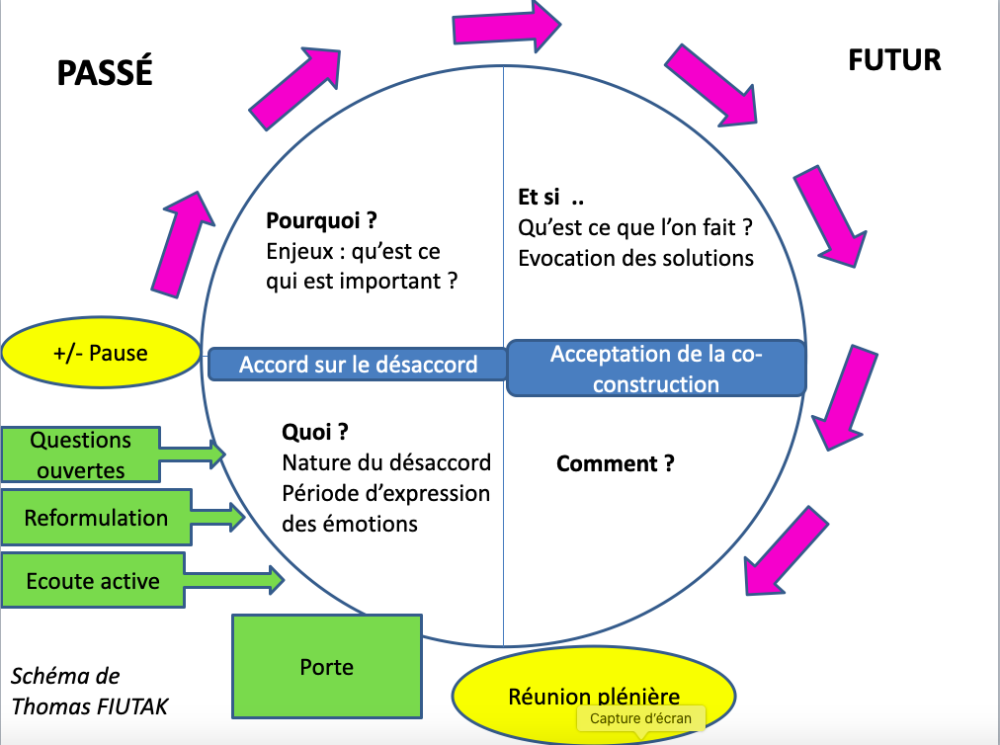 PASSÉ
FUTUR
Pourquoi ?
Enjeux : qu'est ce
qui est important ?
Et si ..
Qu'est ce que l'on fait ?
Evocation des solutions
+/- Pause
Accord sur le désaccord
Acceptation de la co-
construction
Quoi ?
Nature du désaccord
Période d'expression
des émotions
Comment ?
Questions
ouvertes
Reformulation
Ecoute active
Porte
Réunion plénière
Capture d'écran
Schéma de
Thomas FIUTAK